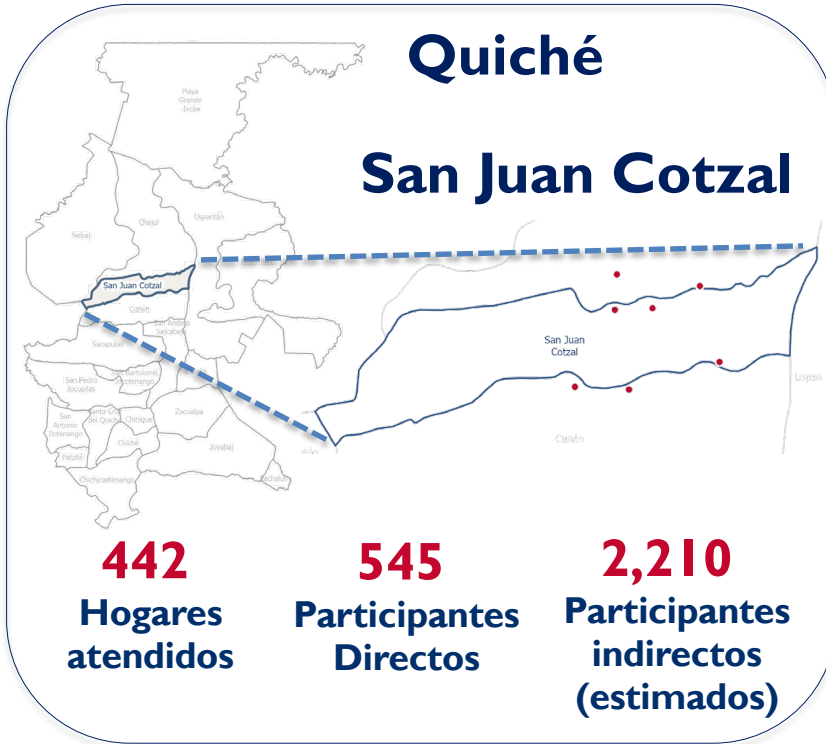 Quiché
San Juan Cotzal
Playa
Grande
-Ixcán
Chajul
Uspantán
Nebaj
San Juan Cotzal
Cunén
San Andrés
Sajcabajá
Sacapulas
San Bartolomé
Jocotenango
San Pedro
Jocopilas
Zacualpa
Santa Cruz
del Quiché
Chinique
San
Antonio
Ilotenango
Chiché
Joyabaj
Patzité
Pachalum
Chichicastenango
San Juan
Cotzal
Cunén
442
Hogares
atendidos
545
Participantes
Directos
2,210
Participantes
indirectos
(estimados)